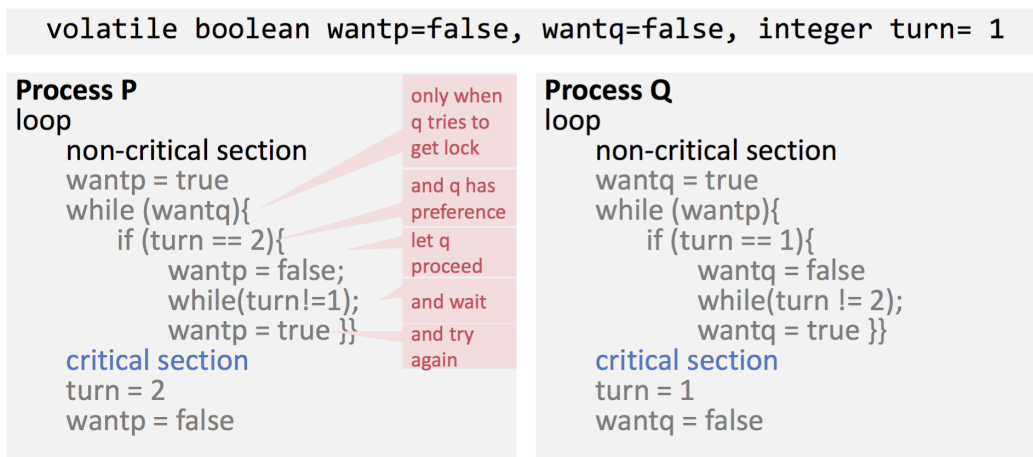 volatile boolean wantp=false, wantq=false, integer turn= 1
Process P
loop
non-critical section
wantp = true
while (wantq){
if (turn == 2){
wantp = false;
while(turn!=1);
wantp = true }}
critical section
turn = 2
wantp = false
only when
q tries to
get lock
and q has
preference
let q
proceed
and wait
and try
again
Process Q
loop
non-critical section
wantq = true
while (wantp){
if (turn == 1){
wantq = false
while(turn != 2);
wantq = true }}
critical section
turn = 1
wantq = false